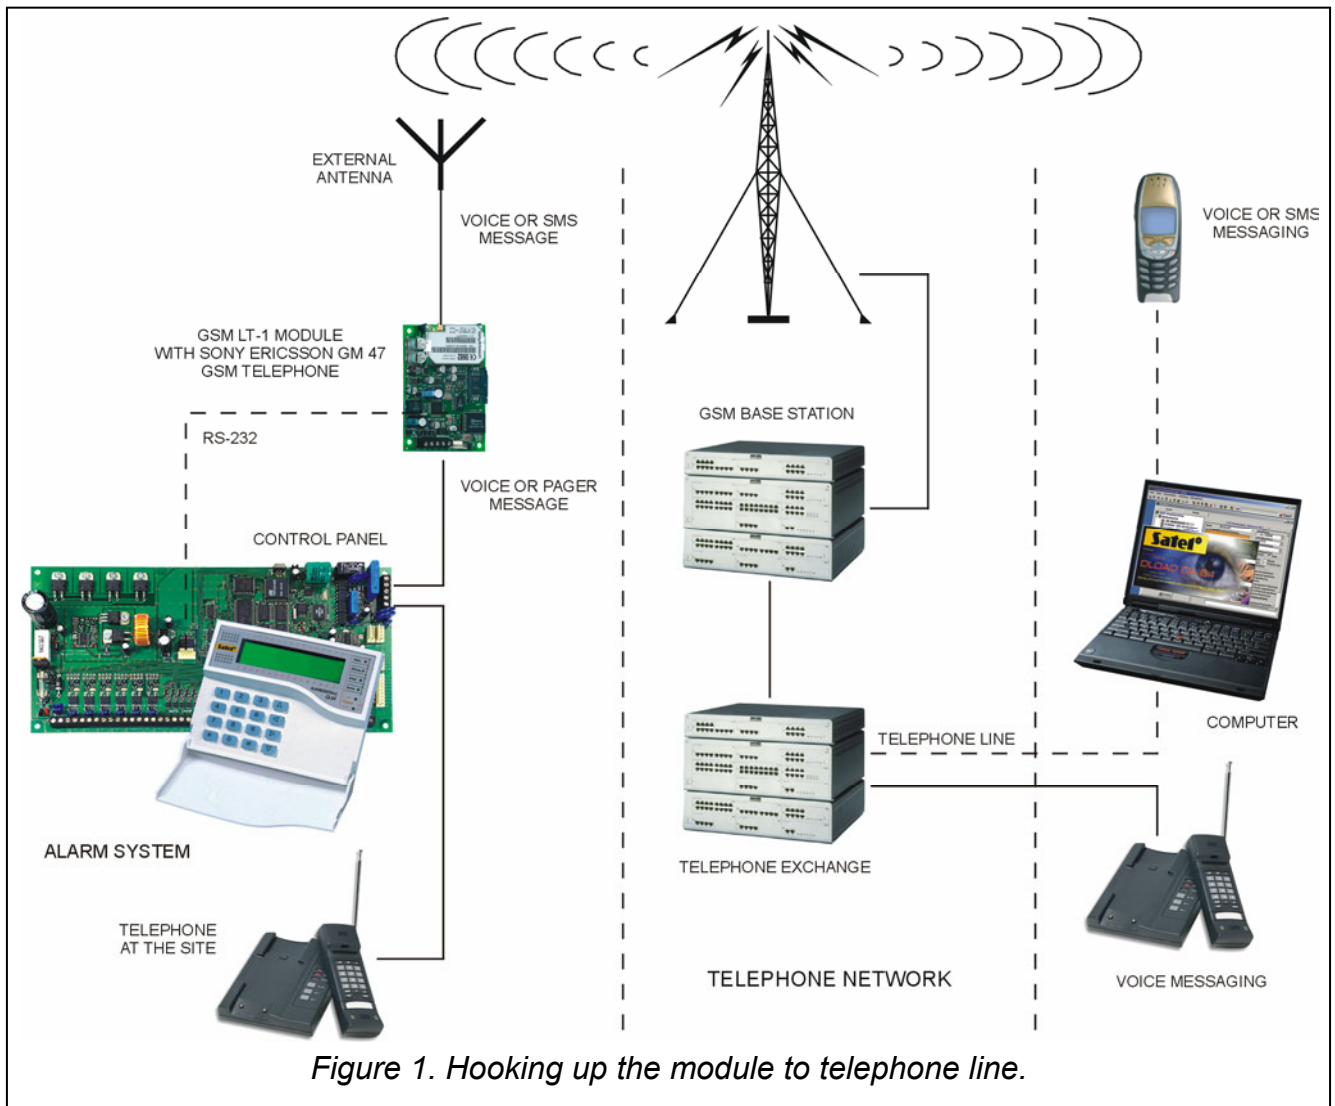 EXTERNAL
ANTENNA
VOICE OR SMS
MESSAGE
VOICE OR SMS
MESSAGING
GSM LT-1 MODULE
WITH SONY ERICSSON GM 47
GSM TELEPHONE
RS-232
GSM BASE STATION
VOICE OR PAGER
MESSAGE
CONTROL PANEL
Satel
DLOAD
Satel
COMPUTER
TELEPHONE LINE
ALARM SYSTEM
TELEPHONE EXCHANGE
TELEPHONE
AT THE SITE
TELEPHONE NETWORK
VOICE MESSAGING
Figure 1. Hooking up the module to telephone line.